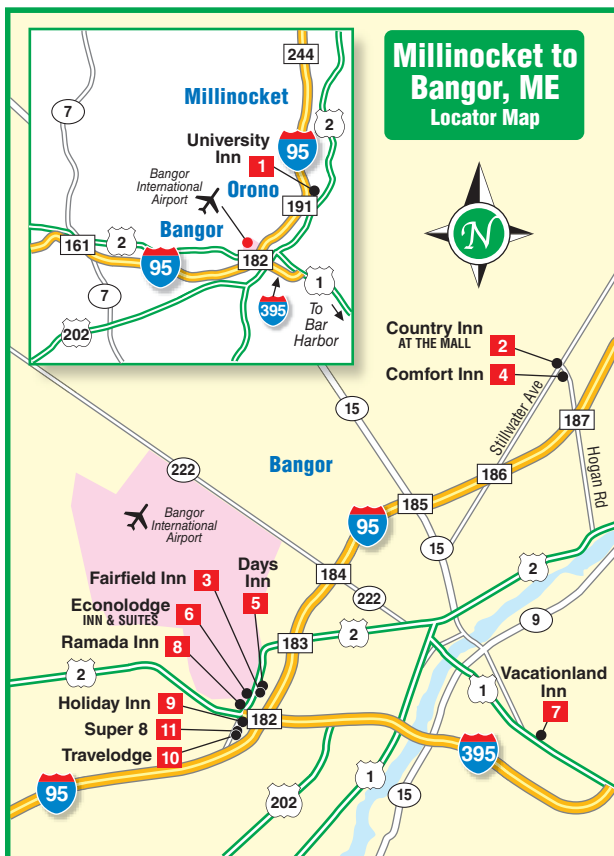 Millinocket to
Bangor, ME
Locator Map
244
7
Millinocket
2
University
Inn
1
95
Bangor
International
Airport
Orono
191
Bangor
161
2
182
95
1
7
395
To
Bar
Harbor
202
N
Country Inn
AT THE MALL
2
Comfort Inn
4
Stillwater Ave
15
187
Hogan Rd
222
Bangor
186
185
95
Bangor
International
Airport
15
Days
Inn
5
Fairfield Inn
3
184
2
Econolodge
INN & SUITES
6
222
9
Ramada Inn
8
183
2
2
Vacationland
Inn
7
1
Holiday Inn
9
182
Super 8
11
Travelodge
10
395
95
1
15
202